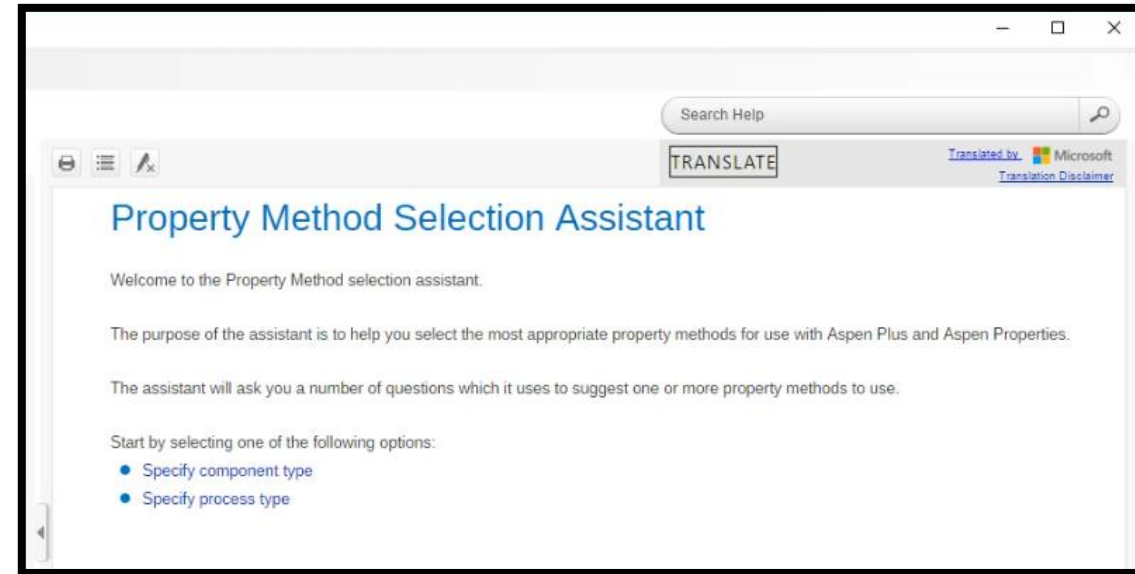 Search Help
TRANSLATE
Translated by Microsoft
Translation Disclaimer
Property Method Selection Assistant
Welcome to the Property Method selection assistant.
The purpose of the assistant is to help you select the most appropriate property methods for use with Aspen Plus and Aspen Properties.
The assistant will ask you a number of questions which it uses to suggest one or more property methods to use.
Start by selecting one of the following options:
Specify component type
Specify process type